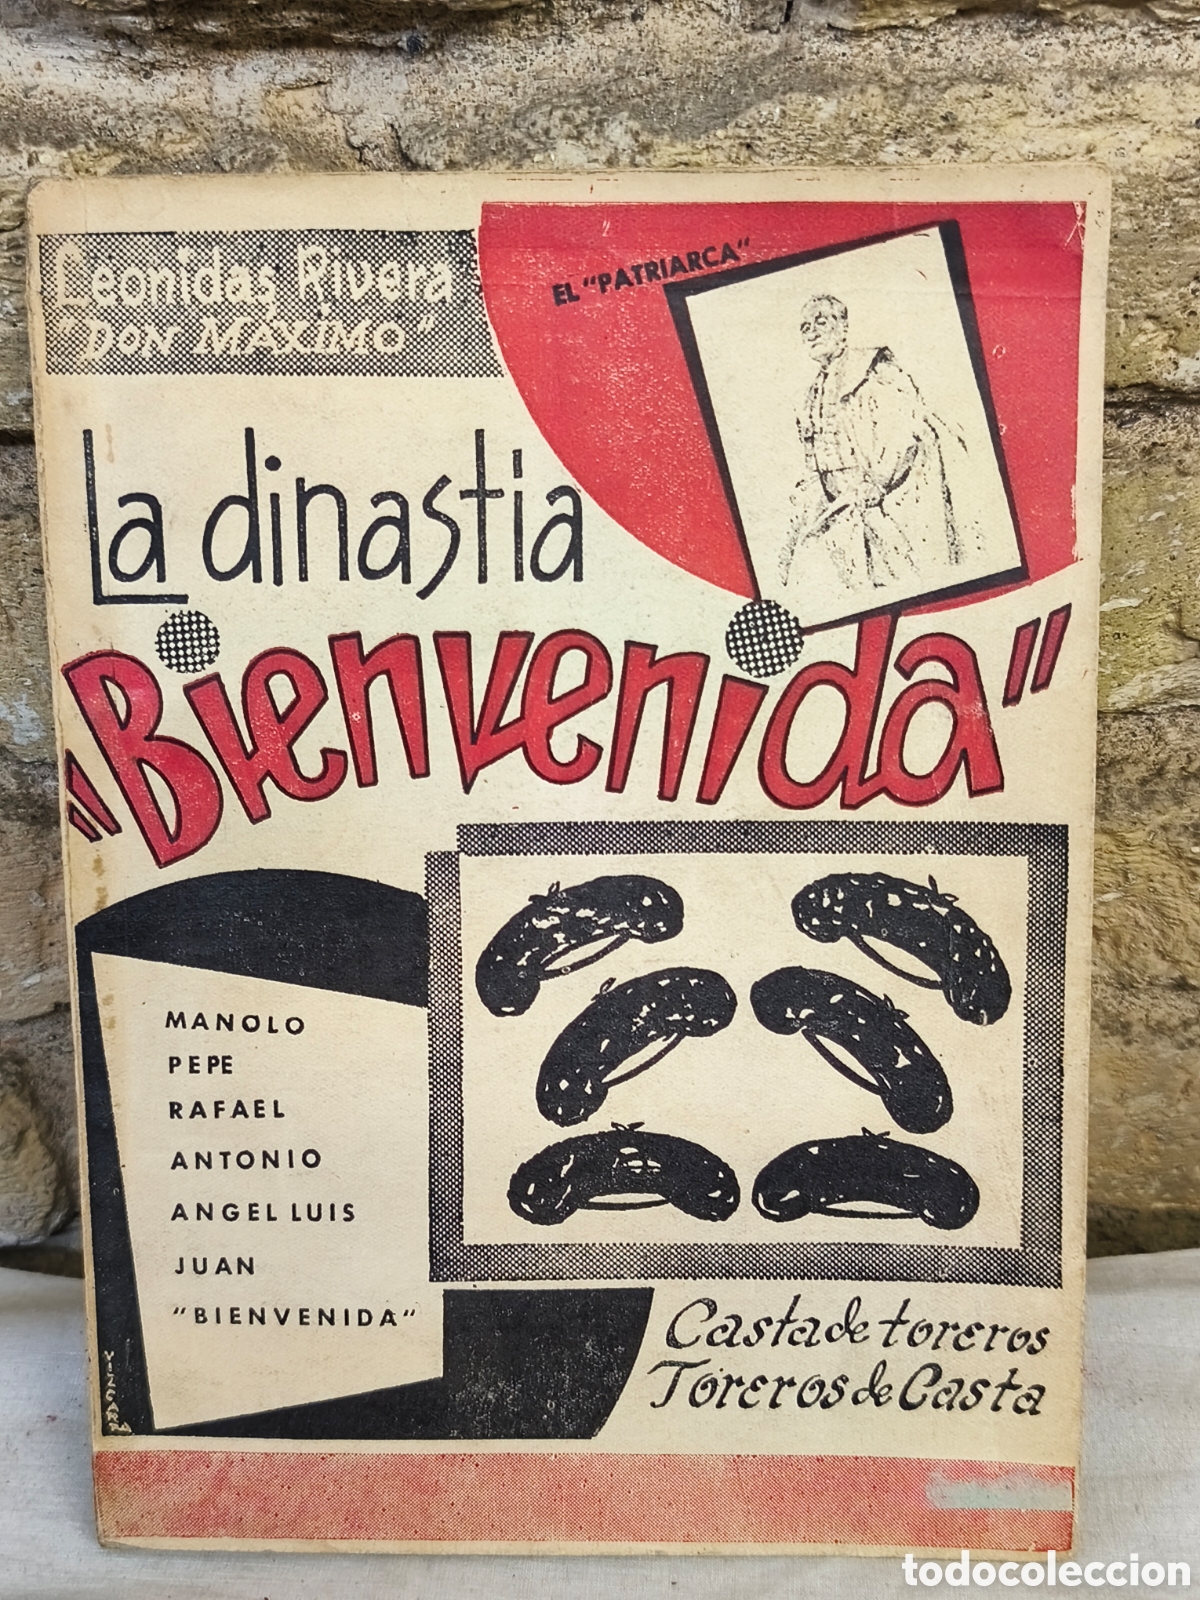 Leonidas Rivera
"DON MÁXIMO"
EL "PATRIARCA"
La dinastia
"Bienvenida"
MANOLO
PEPE
RAFAEL
ANTONIO
ANGEL LUIS
JUAN
"BIENVENIDA"
Casta de toreros
Toreros de Casta
todocoleccion